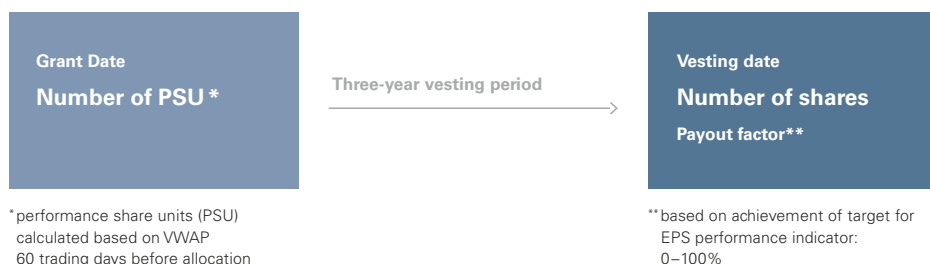 Grant Date
Number of PSU*
Three-year vesting period
Vesting date
Number of shares
Payout factor**
* performance share units (PSU)
calculated based on VWAP
60 trading days before allocation
** based on achievement of target for
EPS performance indicator:
0–100%